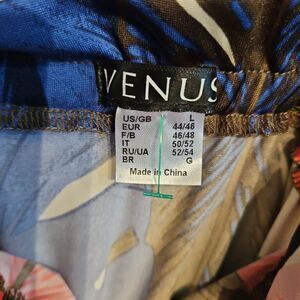 VENUS
US/GB L
EUR 44/46
F/B 46/48
IT 50/52
RU/UA 52/54
BR G
Made in China